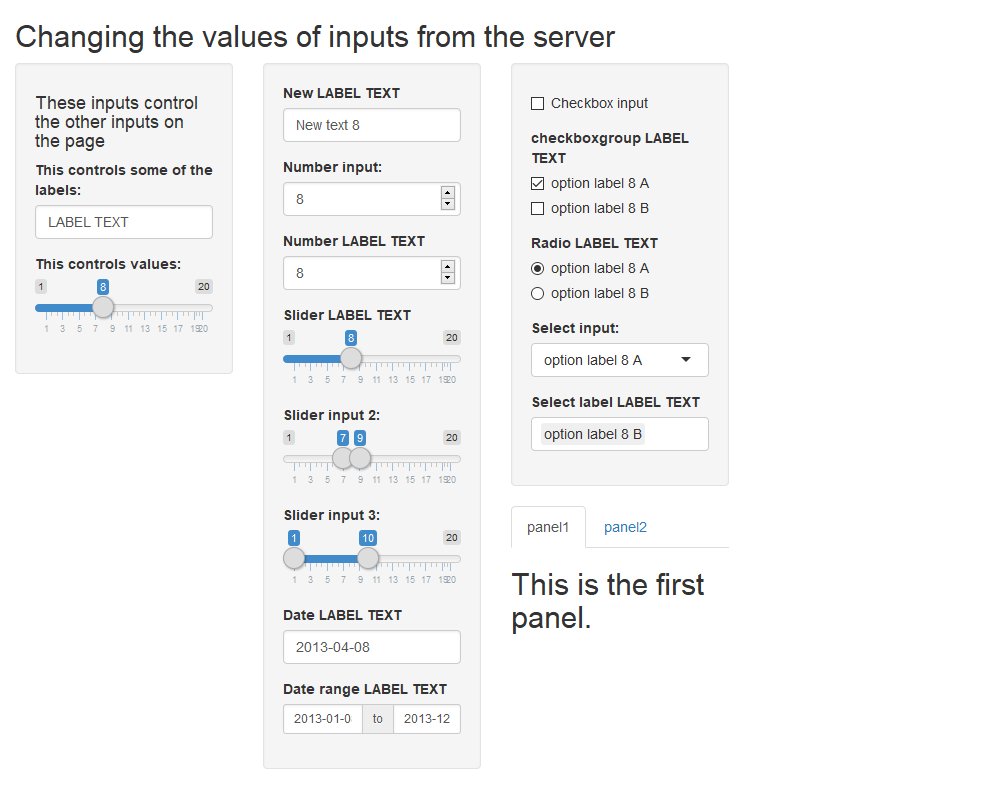 Changing the values of inputs from the server
These inputs control
the other inputs on
the page
This controls some of the
labels:
LABEL TEXT
This controls values:
1 8 20
1 3 5 7 9 11 13 15 17 19 20
New LABEL TEXT
New text 8
Number input:
8
Number LABEL TEXT
8
Slider LABEL TEXT
1 8 20
1 3 5 7 9 11 13 15 17 19 20
Slider input 2:
1 7 9 20
1 3 5 7 9 11 13 15 17 19 20
Slider input 3:
1 10 20
1 3 5 7 9 11 13 15 17 19 20
Date LABEL TEXT
2013-04-08
Date range LABEL TEXT
2013-01-0 to 2013-12
Checkbox input
checkboxgroup LABEL
TEXT
option label 8 A
option label 8 B
Radio LABEL TEXT
option label 8 A
option label 8 B
Select input:
option label 8 A
Select label LABEL TEXT
option label 8 B
panel1 panel2
This is the first
panel.